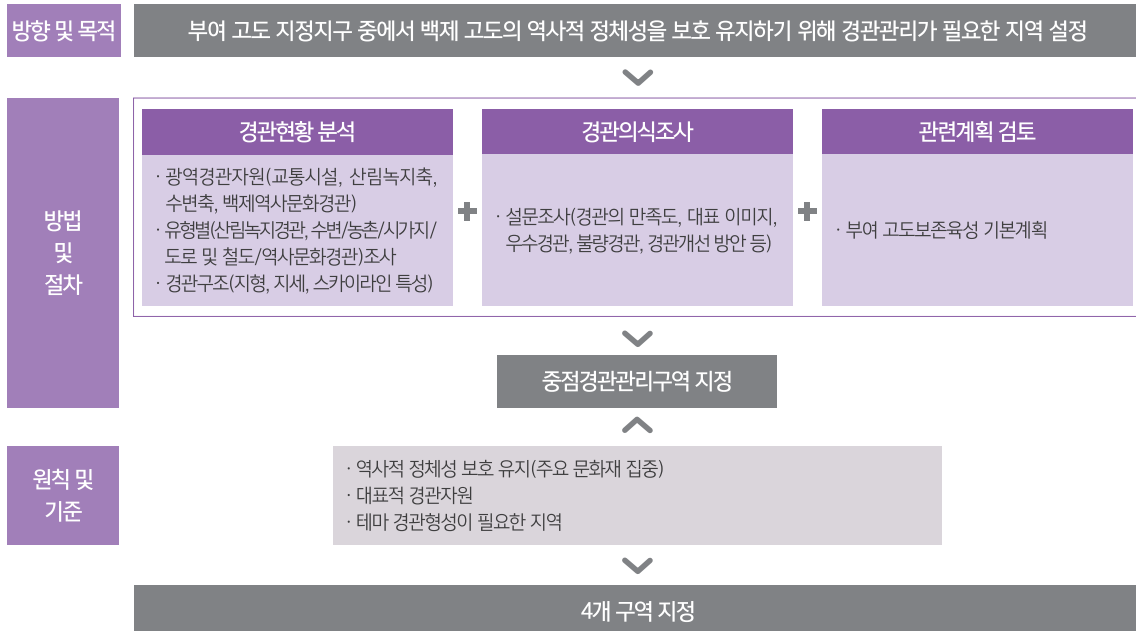 방향 및 목적
부여 고도 지정지구 중에서 백제 고도의 역사적 정체성을 보호 유지하기 위해 경관관리가 필요한 지역 설정
방법
및
절차
경관현황 분석
· 광역경관자원(교통시설, 산림녹지축,
수변축, 백제역사문화경관)
· 유형별(산림녹지경관, 수변/농촌/시가지/
도로 및 철도/역사문화경관)조사
· 경관구조(지형, 지세, 스카이라인 특성)
+
경관의식조사
· 설문조사(경관의 만족도, 대표 이미지,
우수경관, 불량경관, 경관개선 방안 등)
+
관련계획 검토
· 부여 고도보존육성 기본계획
중점경관관리구역 지정
원칙 및
기준
· 역사적 정체성 보호 유지(주요 문화재 집중)
· 대표적 경관자원
· 테마 경관형성이 필요한 지역
4개 구역 지정